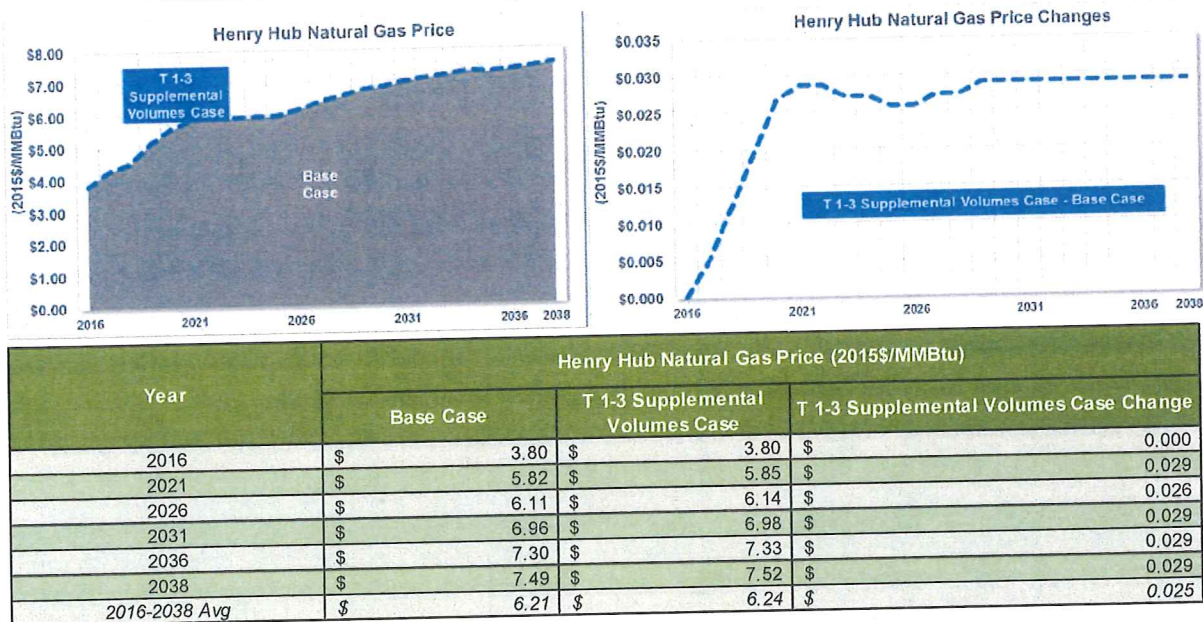 Henry Hub Natural Gas Price
$8.00
$7.00
$6.00
$5.00
$4.00
$3.00
$2.00
$1.00
$0.00
(2015$/MMBtu)
T 1-3
Supplemental
Volumes Case
Base
Case
2016 2021 2026 2031 2036 2038
Henry Hub Natural Gas Price Changes
$0.035
$0.030
$0.025
$0.020
$0.015
$0.010
$0.005
$0.000
(2015$/MMBtu)
T 1-3 Supplemental Volumes Case - Base Case
2016 2021 2026 2031 2036 2038
Year
Henry Hub Natural Gas Price (2015$/MMBtu)
Base Case
T 1-3 Supplemental
Volumes Case
T 1-3 Supplemental Volumes Case Change
2016 $ 3.80 $ 3.80 $ 0.000
2021 $ 5.82 $ 5.85 $ 0.029
2026 $ 6.11 $ 6.14 $ 0.026
2031 $ 6.96 $ 6.98 $ 0.029
2036 $ 7.30 $ 7.33 $ 0.029
2038 $ 7.49 $ 7.52 $ 0.029
2016-2038 Avg $ 6.21 $ 6.24 $ 0.025